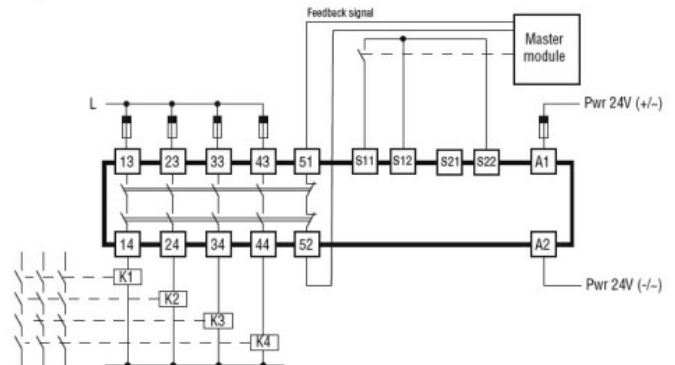 Feedback signal
Master
module
L
Pwr 24V (+/~)
13 23 33 43 51 S11 S12 S21 S22 A1
14 24 34 44 52 A2
K1
Pwr 24V (-/~)
K2
K3
K4